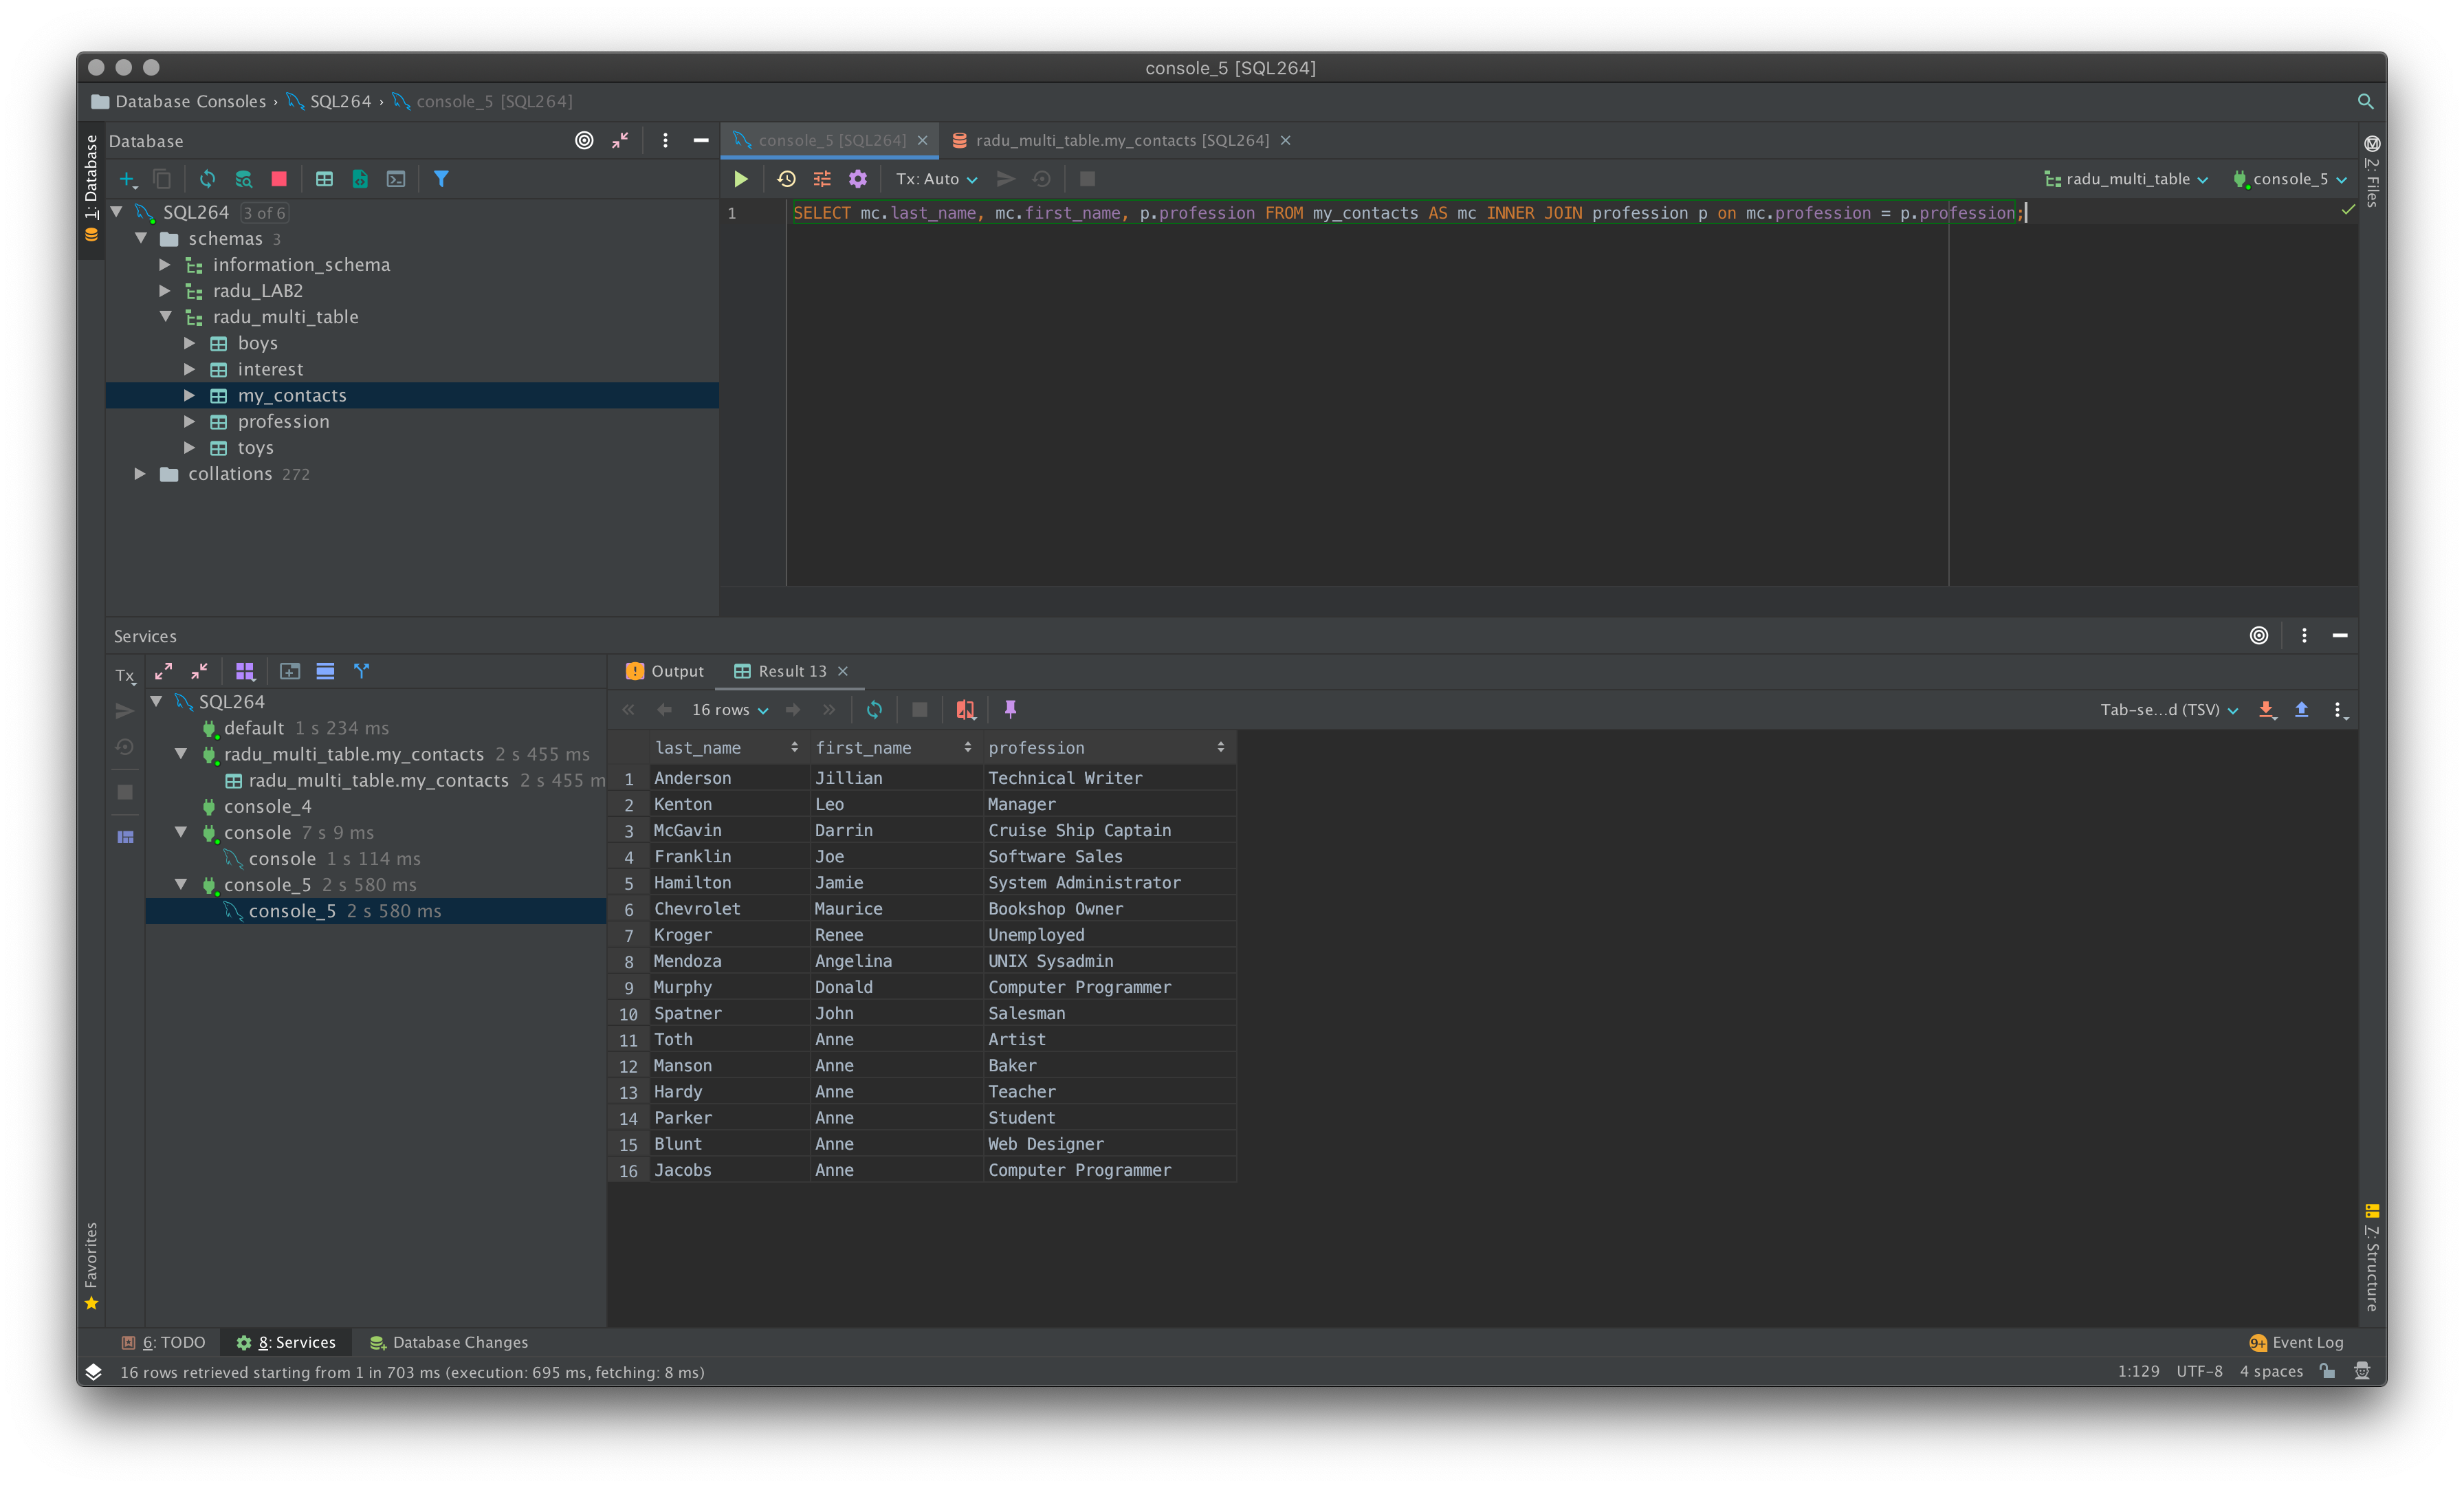 console_5 [SQL264]
Database Consoles › SQL264 › console_5 [SQL264]
1: Database
Database
SQL264 3 of 6
schemas 3
information_schema
radu_LAB2
radu_multi_table
boys
interest
my_contacts
profession
toys
collations 272
console_5 [SQL264]
radu_multi_table.my_contacts [SQL264]
Tx: Auto
radu_multi_table
console_5
2: Files
1 SELECT mc.last_name, mc.first_name, p.profession FROM my_contacts AS mc INNER JOIN profession p on mc.profession = p.profession;
Services
Tx
SQL264
default 1 s 234 ms
radu_multi_table.my_contacts 2 s 455 ms
radu_multi_table.my_contacts 2 s 455 m
console_4
console 7 s 9 ms
console 1 s 114 ms
console_5 2 s 580 ms
console_5 2 s 580 ms
Output Result 13
16 rows
Tab-se...d (TSV)
last_name first_name profession
1 Anderson Jillian Technical Writer
2 Kenton Leo Manager
3 McGavin Darrin Cruise Ship Captain
4 Franklin Joe Software Sales
5 Hamilton Jamie System Administrator
6 Chevrolet Maurice Bookshop Owner
7 Kroger Renee Unemployed
8 Mendoza Angelina UNIX Sysadmin
9 Murphy Donald Computer Programmer
10 Spatner John Salesman
11 Toth Anne Artist
12 Manson Anne Baker
13 Hardy Anne Teacher
14 Parker Anne Student
15 Blunt Anne Web Designer
16 Jacobs Anne Computer Programmer
Favorites
7: Structure
6: TODO 8: Services Database Changes
9+ Event Log
16 rows retrieved starting from 1 in 703 ms (execution: 695 ms, fetching: 8 ms)
1:129 UTF-8 4 spaces